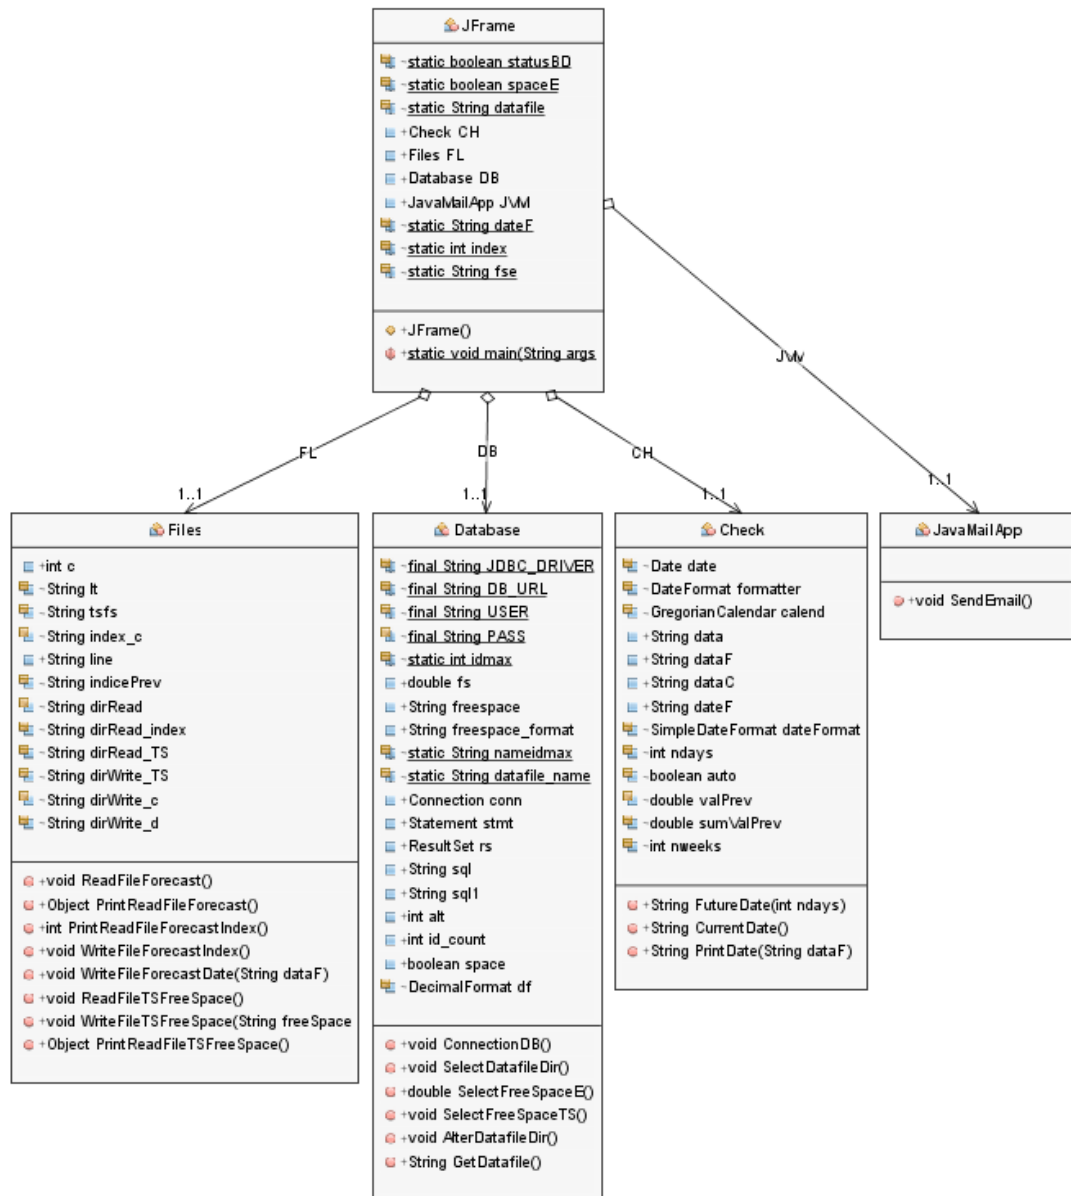 JFrame
~static boolean statusBD
~static boolean spaceE
~static String datafile
+Check CH
+Files FL
+Database DB
+JavaMailApp JVM
~static String dateF
~static int index
~static String fse
+JFrame()
+static void main(String args
JVM
FL
DB
CH
1..1
1..1
1..1
1..1
Files
+int c
~String lt
~String tsfs
~String index_c
+String line
~String indicePrev
~String dirRead
~String dirRead_index
~String dirRead_TS
~String dirWrite_TS
~String dirWrite_c
~String dirWrite_d
+void ReadFileForecast()
+Object PrintReadFileForecast()
+int PrintReadFileForecastIndex()
+void WriteFileForecastIndex()
+void WriteFileForecastDate(String dataF)
+void ReadFileTSFreeSpace()
+void WriteFileTSFreeSpace(String freeSpace
+Object PrintReadFileTSFreeSpace()
Database
~final String JDBC_DRIVER
~final String DB_URL
~final String USER
~final String PASS
~static int idmax
+double fs
+String freespace
+String freespace_format
~static String nameidmax
~static String datafile_name
+Connection conn
+Statement stmt
+ResultSet rs
+String sql
+String sql1
+int alt
+int id_count
+boolean space
~DecimalFormat df
+void ConnectionDB()
+void SelectDatafileDir()
+double SelectFreeSpaceE()
+void SelectFreeSpaceTS()
+void AlterDatafileDir()
+String GetDatafile()
Check
~Date date
~DateFormat formatter
~GregorianCalendar calend
+String data
+String dataF
+String dataC
+String dateF
~SimpleDateFormat dateFormat
~int ndays
~boolean auto
~double valPrev
~double sumValPrev
~int nweeks
+String FutureDate(int ndays)
+String CurrentDate()
+String PrintDate(String dataF)
JavaMailApp
+void SendEmail()